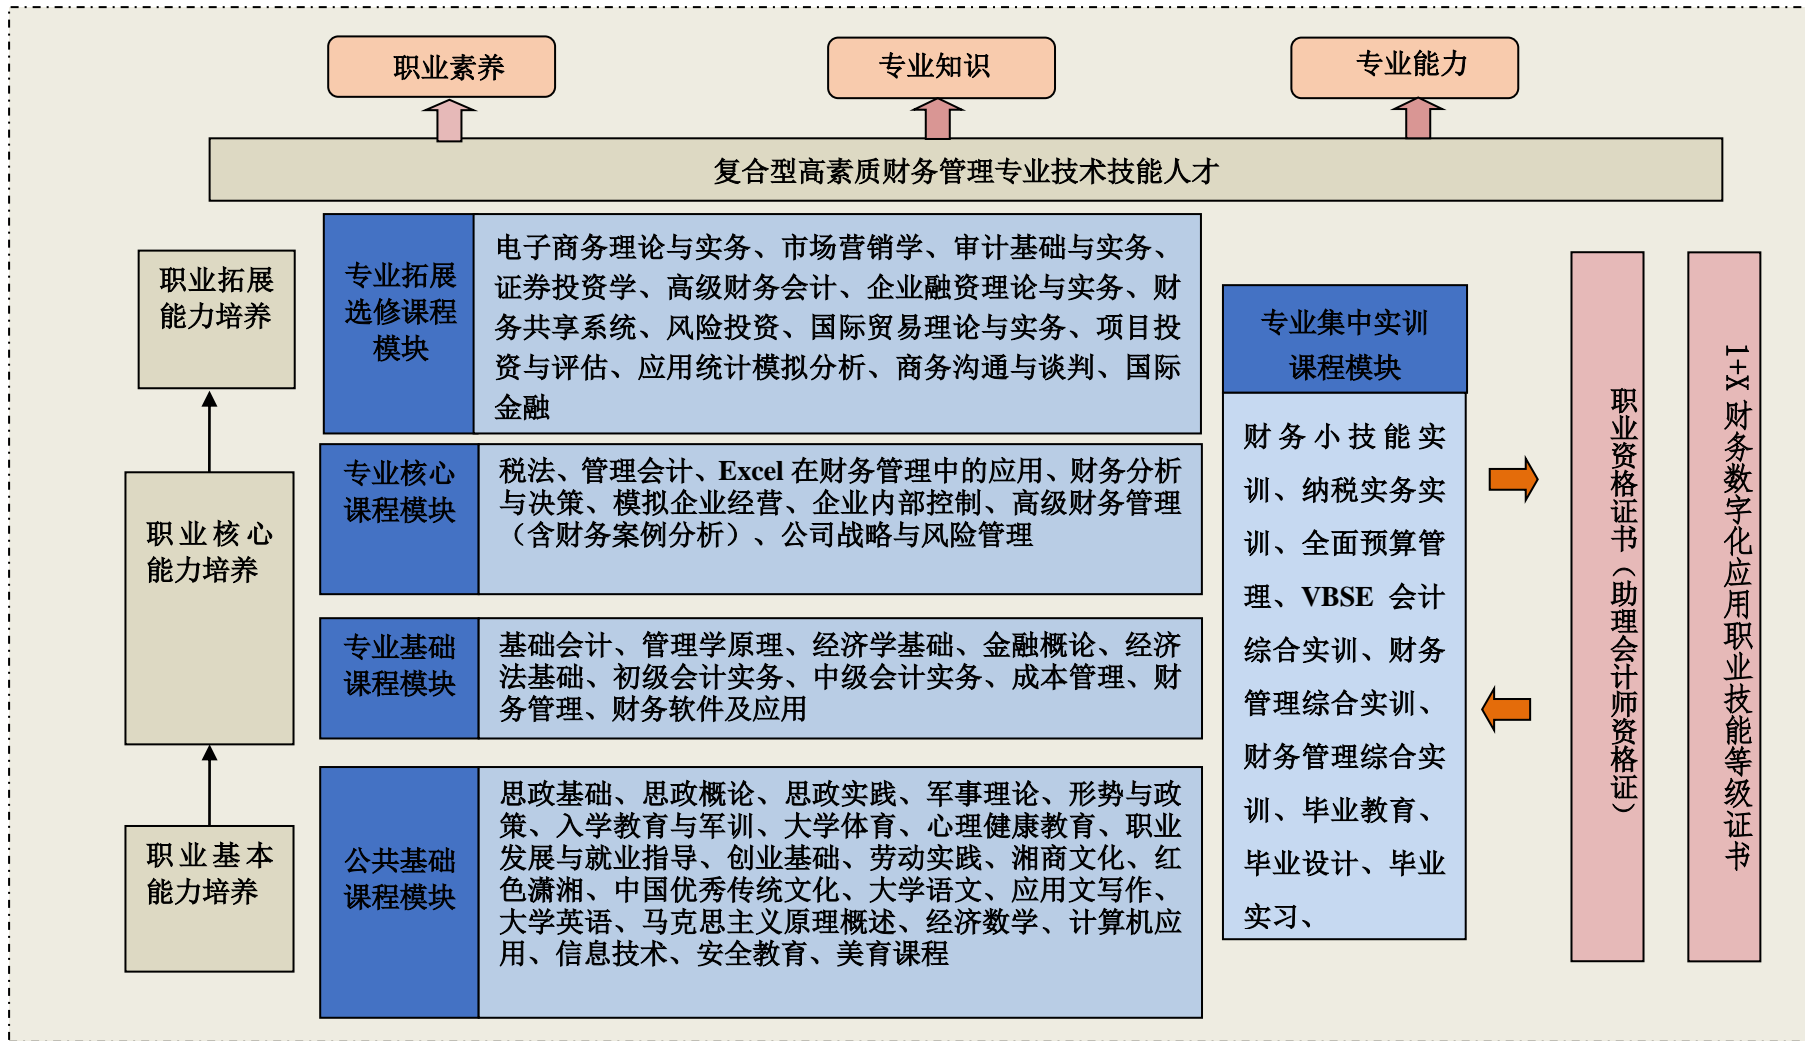 职业素养
专业知识
专业能力
复合型高素质财务管理专业技术技能人才
职业拓展
能力培养
职业核心
能力培养
职业基本
能力培养
专业拓展
选修课程
模块
电子商务理论与实务、市场营销学、审计基础与实务、
证券投资学、高级财务会计、企业融资理论与实务、财
务共享系统、风险投资、国际贸易理论与实务、项目投
资与评估、应用统计模拟分析、商务沟通与谈判、国际
金融
专业核心
课程模块
税法、管理会计、Excel 在财务管理中的应用、财务分析
与决策、模拟企业经营、企业内部控制、高级财务管理
（含财务案例分析）、公司战略与风险管理
专业基础
课程模块
基础会计、管理学原理、经济学基础、金融概论、经济
法基础、初级会计实务、中级会计实务、成本管理、财
务管理、财务软件及应用
公共基础
课程模块
思政基础、思政概论、思政实践、军事理论、形势与政
策、入学教育与军训、大学体育、心理健康教育、职业
发展与就业指导、创业基础、劳动实践、湘商文化、红
色潇湘、中国优秀传统文化、大学语文、应用文写作、
大学英语、马克思主义原理概述、经济数学、计算机应
用、信息技术、安全教育、美育课程
专业集中实训
课程模块
财务小技能实
训、纳税实务实
训、全面预算管
理、VBSE 会计
综合实训、财务
管理综合实训、
财务管理综合实
训、毕业教育、
毕业设计、毕业
实习、
职业资格证书（助理会计师资格证）
1+X 财务数字化应用职业技能等级证书